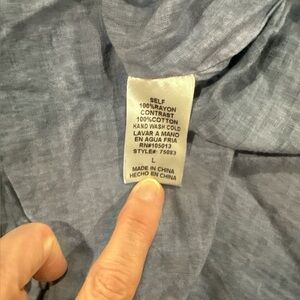 SELF
100%RAYON
CONTRAST
100%COTTON
HAND WASH COLD
LAVAR A MANO
EN AGUA FRIA
RN#105013
STYLE#: 75083
L
MADE IN CHINA
HECHO EN CHINA